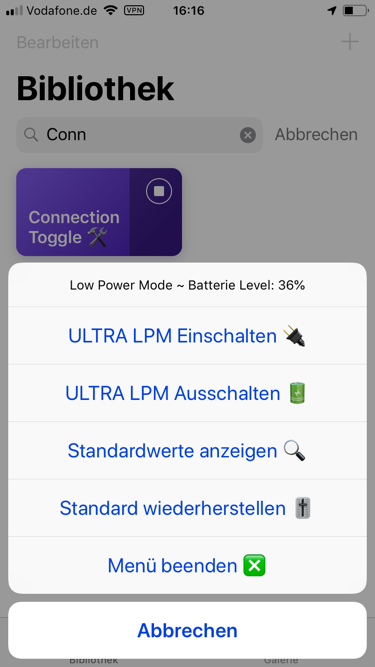 Vodafone.de VPN 16:16
Bearbeiten
Bibliothek
Conn Abbrechen
Connection
Toggle
Low Power Mode ~ Batterie Level: 36%
ULTRA LPM Einschalten
ULTRA LPM Ausschalten
Standardwerte anzeigen
Standard wiederherstellen
Menü beenden
Abbrechen
Bibliothek Galerie